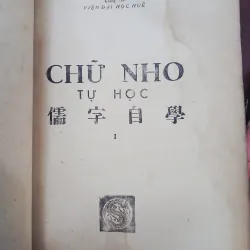 VIỆN ĐẠI HỌC HUẾ
CHỮ NHO
TỰ HỌC
儒字自學
I